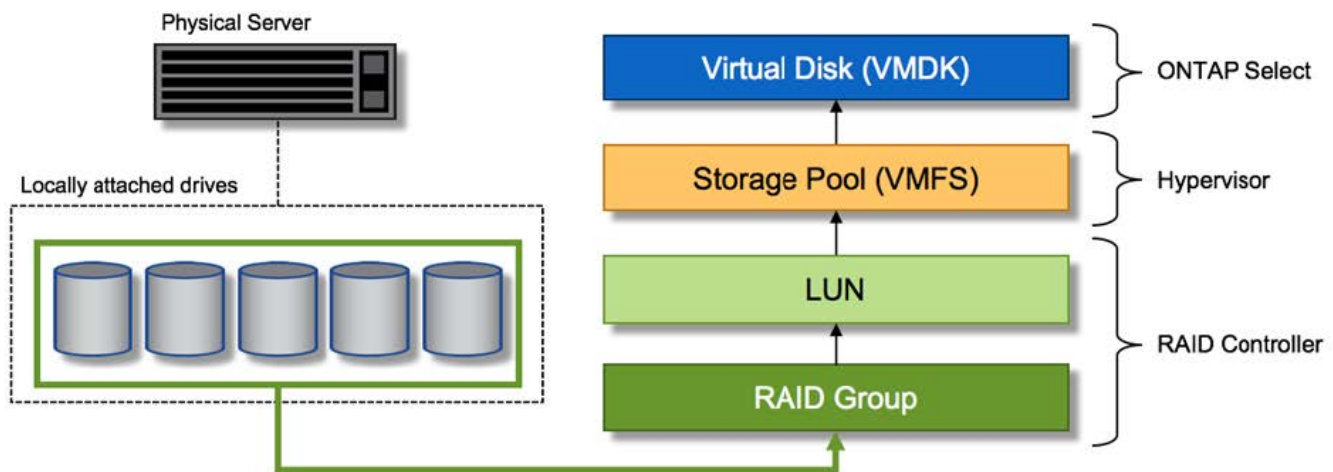 Physical Server
Locally attached drives
Virtual Disk (VMDK)
ONTAP Select
Storage Pool (VMFS)
Hypervisor
LUN
RAID Controller
RAID Group